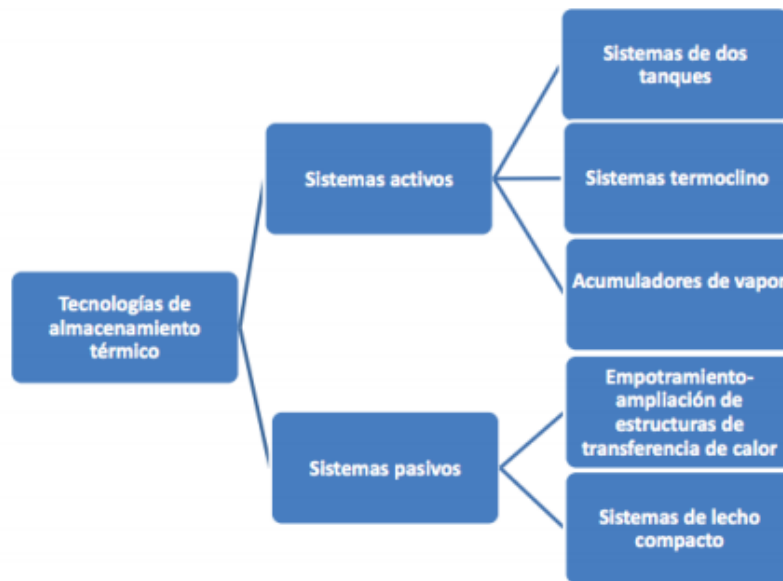 Tecnologías de
almacenamiento
térmico
Sistemas activos
Sistemas de dos
tanques
Sistemas termoclino
Acumuladores de vapor
Sistemas pasivos
Empotramiento-
ampliación de
estructuras de
transferencia de calor
Sistemas de lecho
compacto